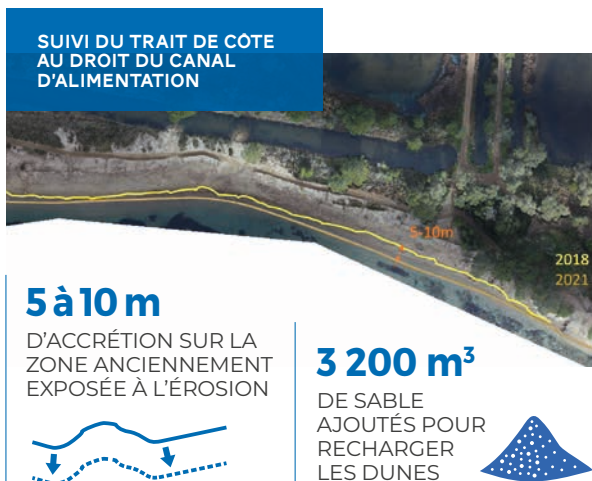 SUIVI DU TRAIT DE CÔTE
AU DROIT DU CANAL
D'ALIMENTATION
5-10m
2018
2021
5 à 10 m
D'ACCRÉTION SUR LA
ZONE ANCIENNEMENT
EXPOSÉE À L'ÉROSION
3 200 m³
DE SABLE
AJOUTÉS POUR
RECHARGER
LES DUNES